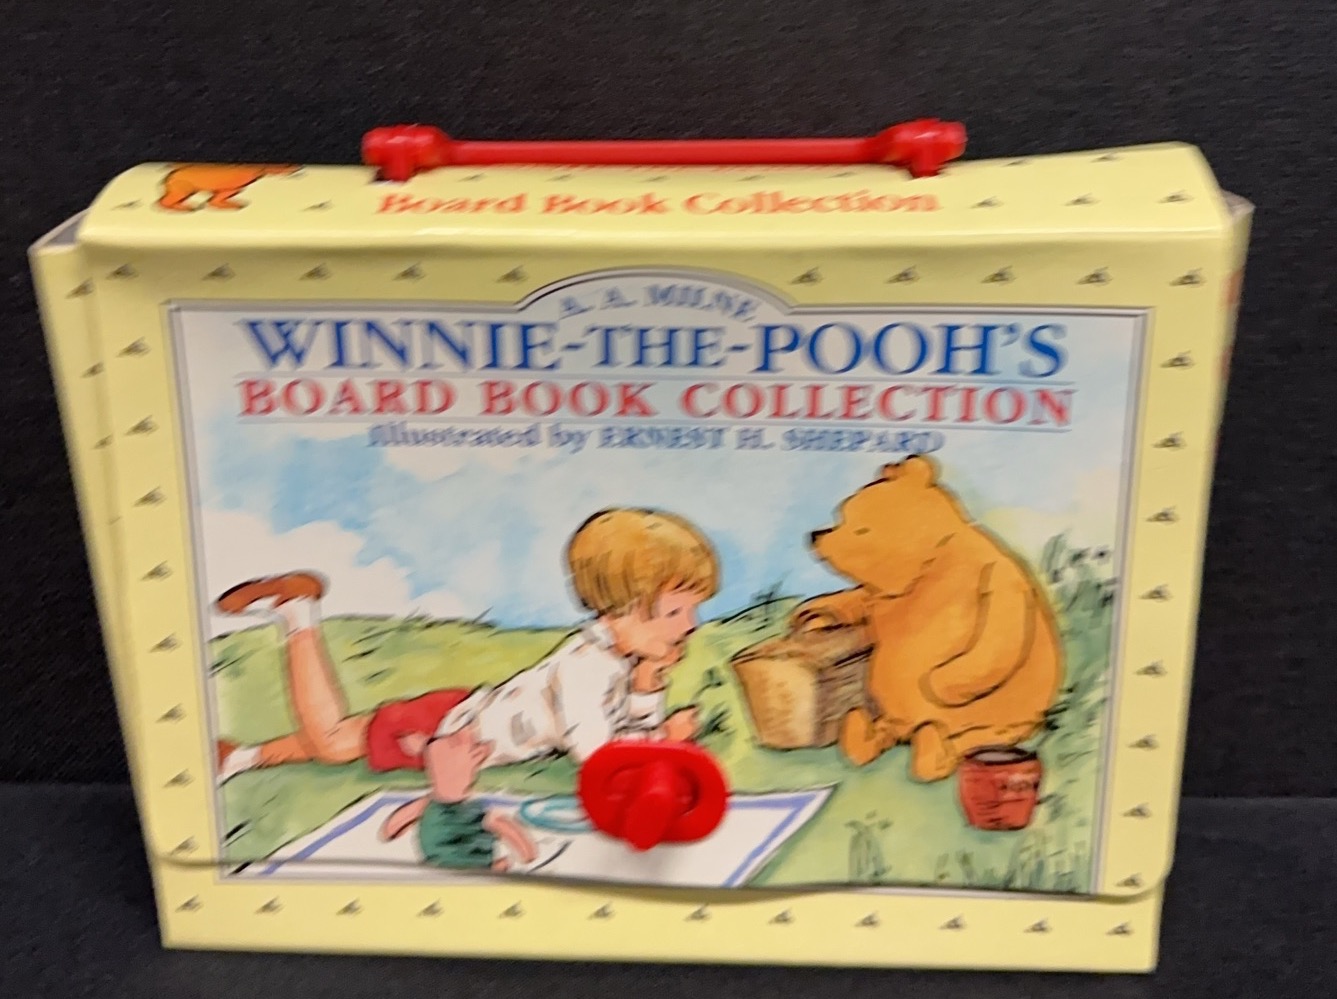 Board Book Collection
A. A. MILNE
WINNIE-THE-POOH'S
BOARD BOOK COLLECTION
Illustrated by ERNEST H. SHEPARD